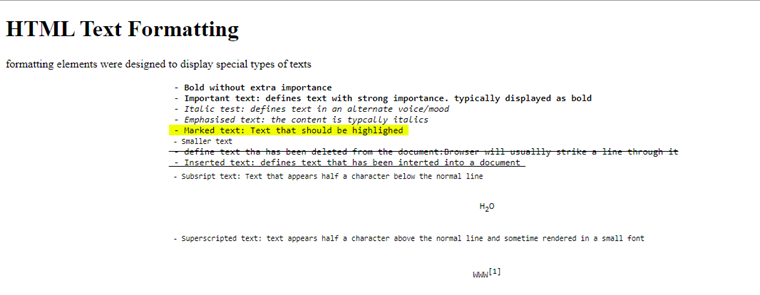 HTML Text Formatting
formatting elements were designed to display special types of texts
- Bold without extra importance
- Important text: defines text with strong importance. typically displayed as bold
- Italic test: defines text in an alternate voice/mood
- Emphasised text: the content is typcally italics
- Marked text: Text that should be highlighed
- Smaller text
- define text tha has been deleted from the document:Browser will usuallly strike a line through it
- Inserted text: defines text that has been interted into a document
- Subsript text: Text that appears half a character below the normal line
H₂O
- Superscripted text: text appears half a character above the normal line and sometime rendered in a small font
WWW[1]